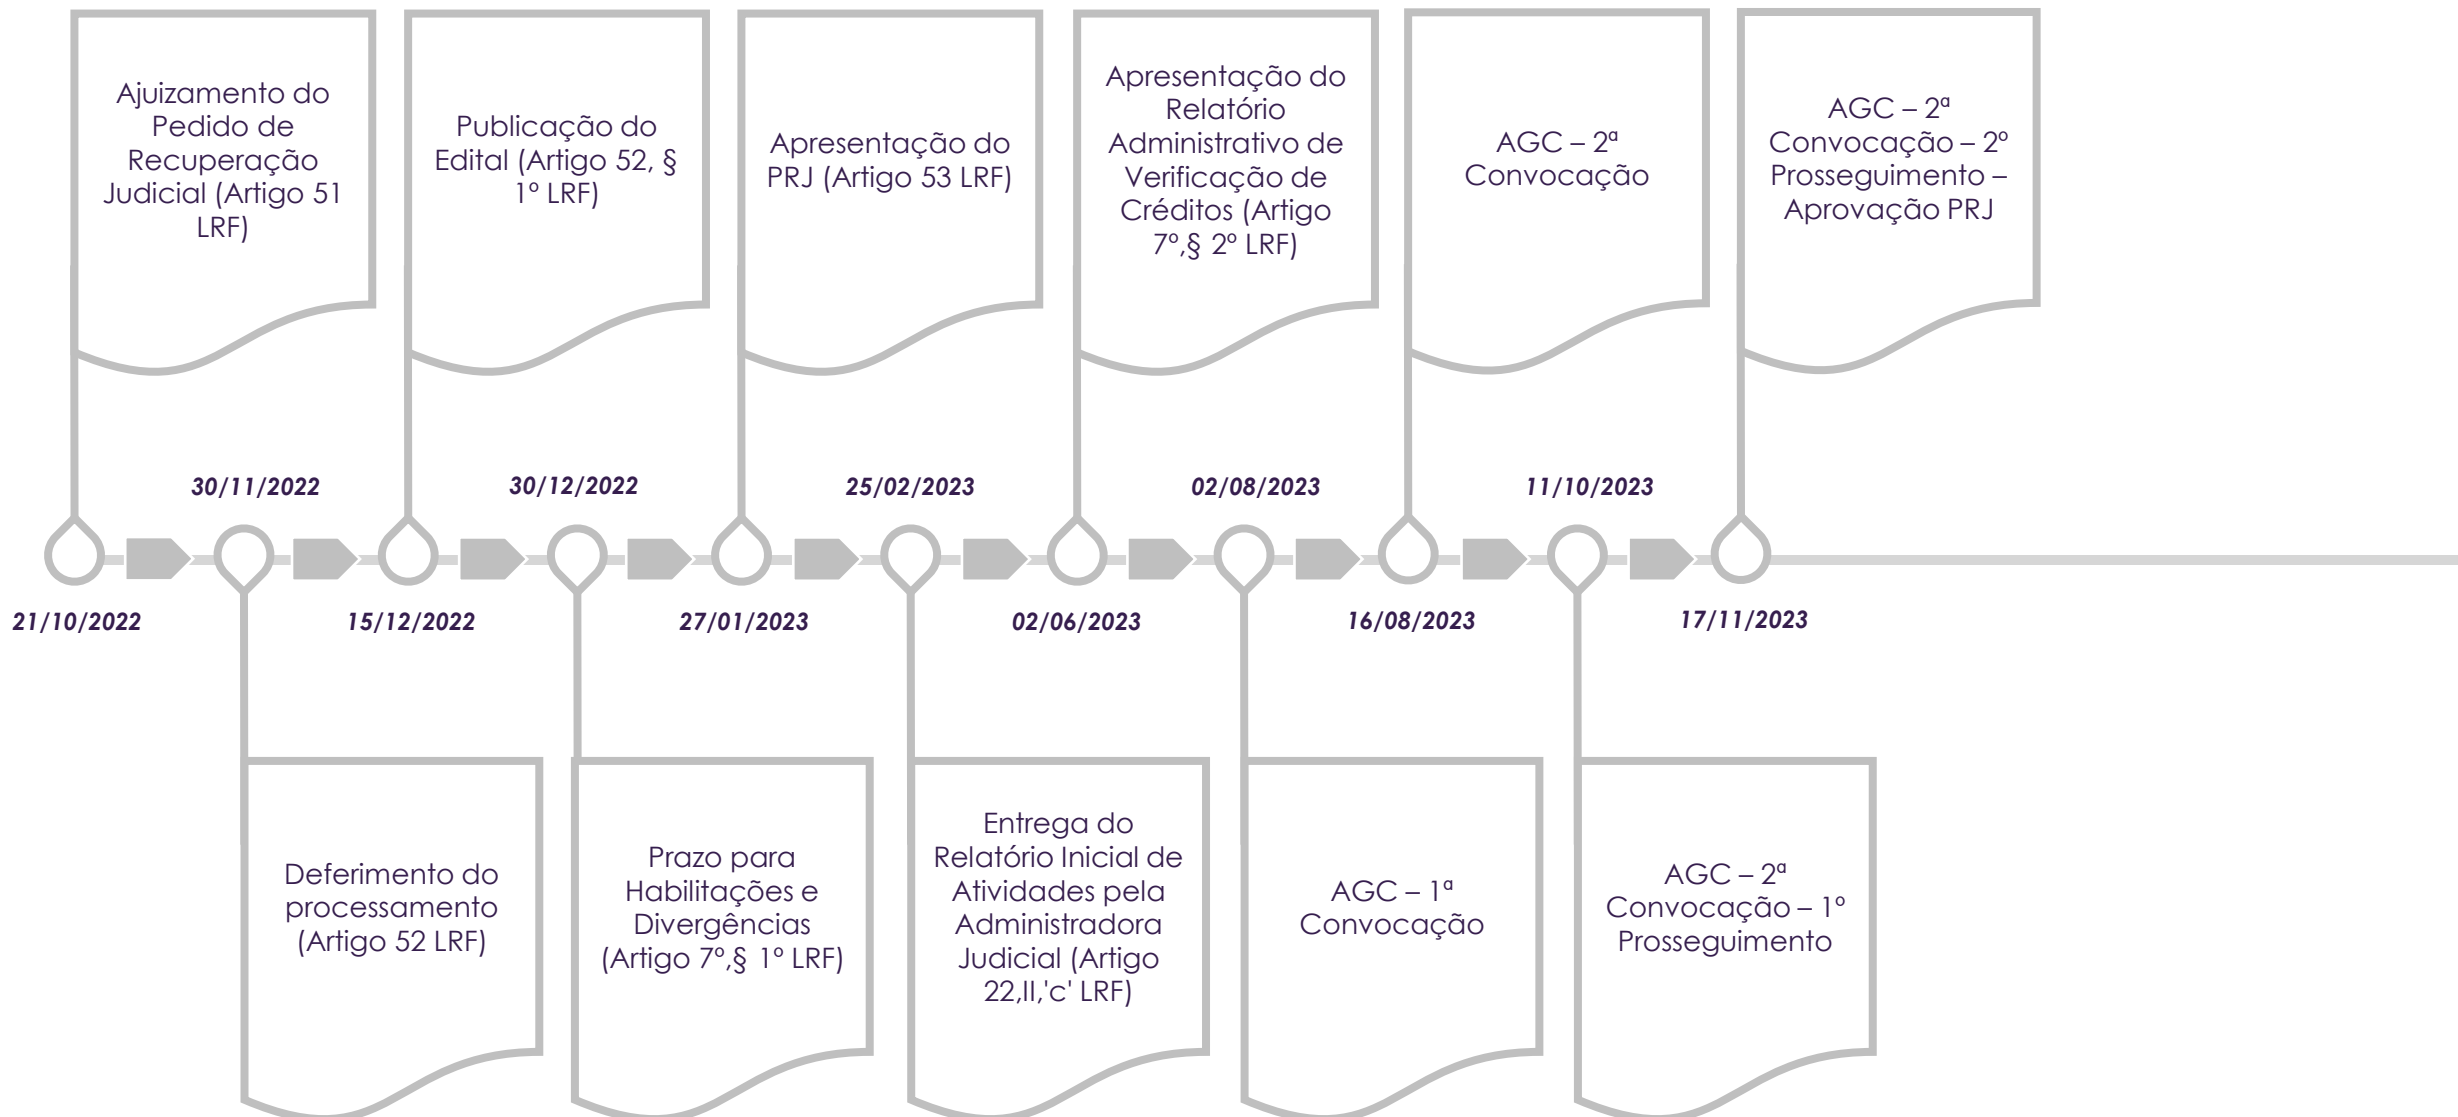 Ajuizamento do
Pedido de
Recuperação
Judicial (Artigo 51
LRF)
Publicação do
Edital (Artigo 52, §
1º LRF)
Apresentação do
PRJ (Artigo 53 LRF)
Apresentação do
Relatório
Administrativo de
Verificação de
Créditos (Artigo
7º,§ 2º LRF)
AGC – 2ª
Convocação
AGC – 2ª
Convocação – 2º
Prosseguimento –
Aprovação PRJ
30/11/2022
30/12/2022
25/02/2023
02/08/2023
11/10/2023
21/10/2022
15/12/2022
27/01/2023
02/06/2023
16/08/2023
17/11/2023
Deferimento do
processamento
(Artigo 52 LRF)
Prazo para
Habilitações e
Divergências
(Artigo 7º,§ 1º LRF)
Entrega do
Relatório Inicial de
Atividades pela
Administradora
Judicial (Artigo
22,II,'c' LRF)
AGC – 1ª
Convocação
AGC – 2ª
Convocação – 1º
Prosseguimento